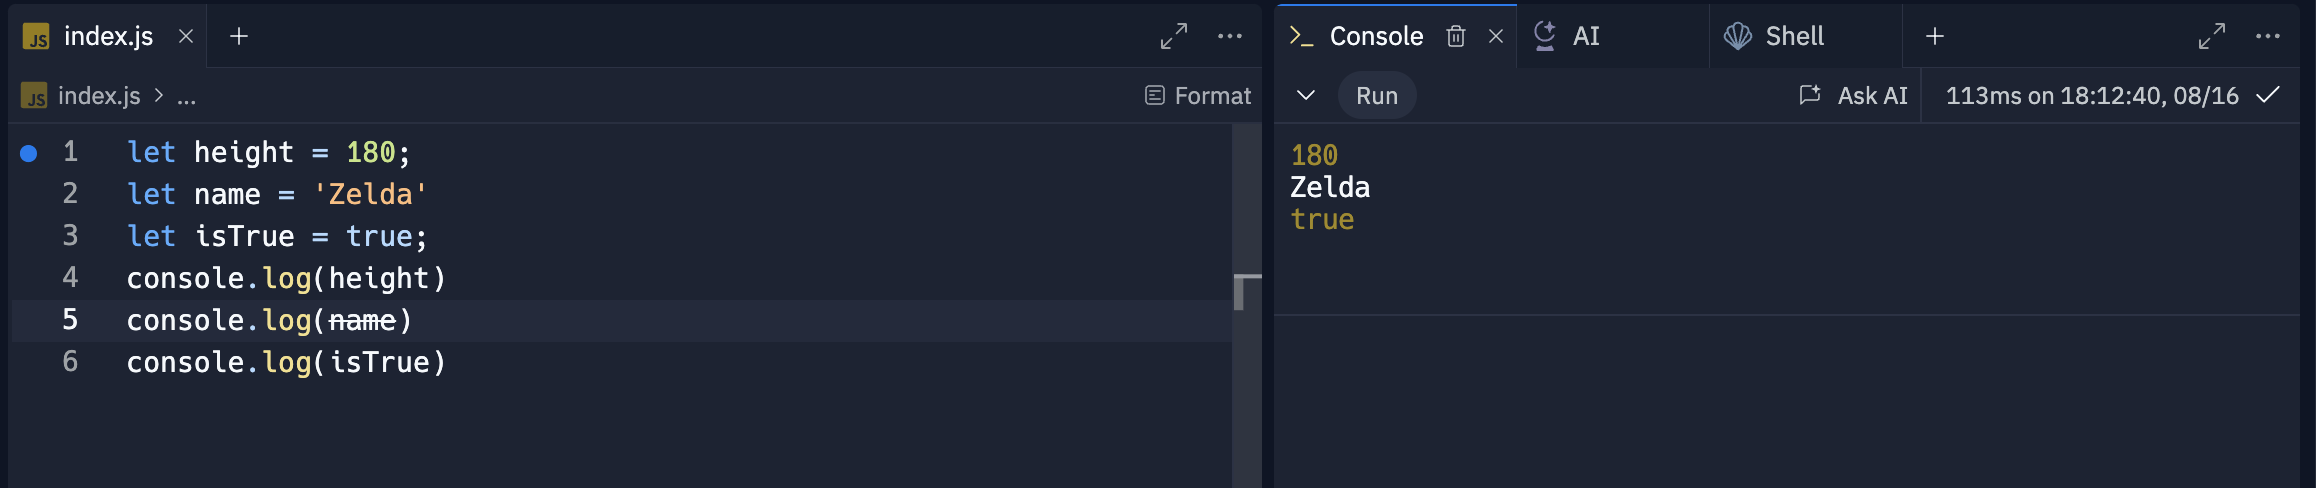 JS index.js
Console
AI
Shell
JS index.js > ...
Format
Run
Ask AI
113ms on 18:12:40, 08/16
1 let height = 180;
2 let name = 'Zelda'
3 let isTrue = true;
4 console.log(height)
5 console.log(name)
6 console.log(isTrue)
180
Zelda
true